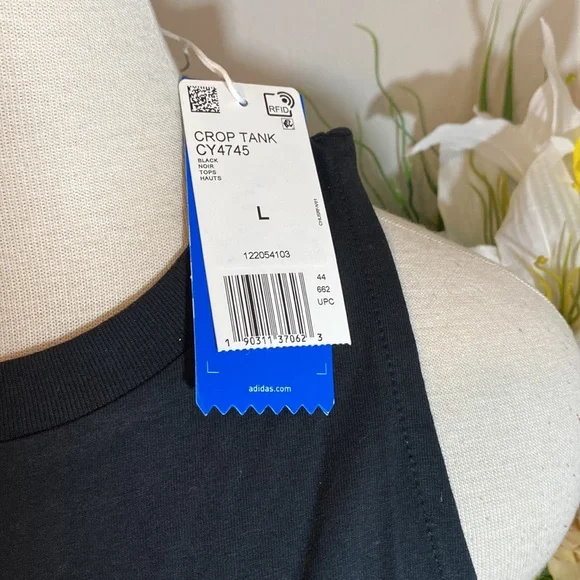 RFID
CROP TANK
CY4745
BLACK
NOIR
TOPS
HAUTS
L
122054103
44
662
UPC
1 90311 37062 3
adidas.com